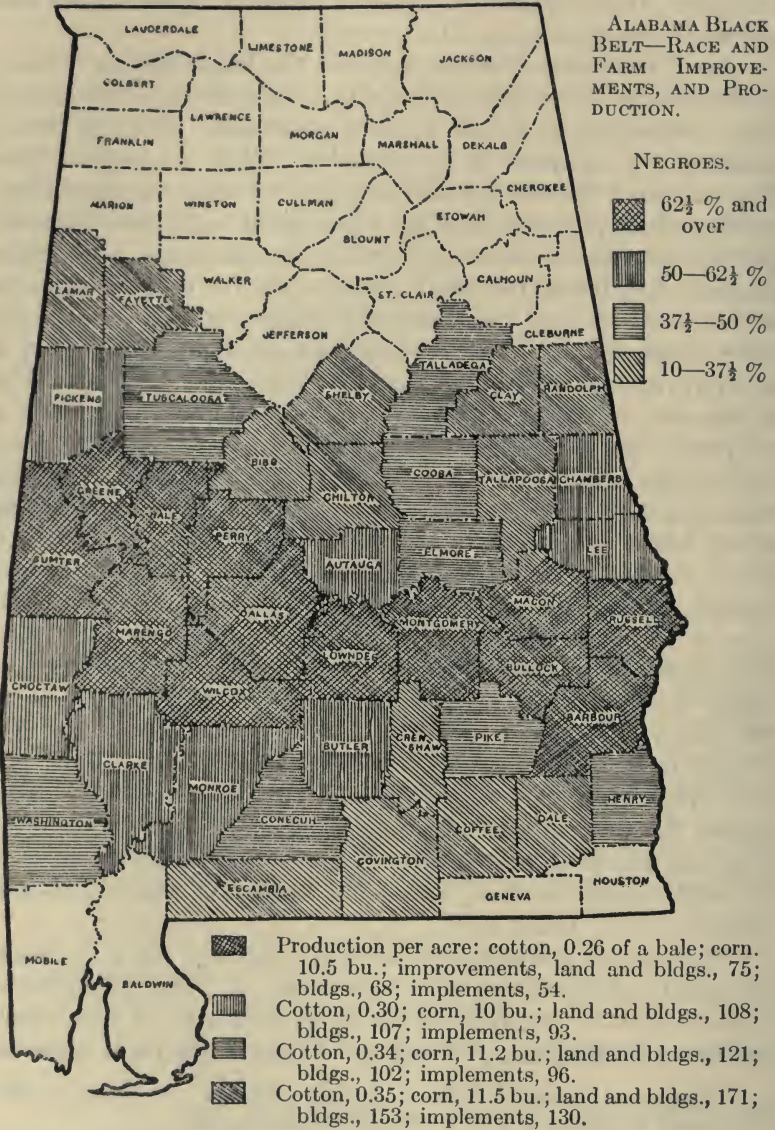 ALABAMA BLACK
BELT—RACE AND
FARM IMPROVE-
MENTS, AND PRO-
DUCTION.
NEGROES.
62½ % and
over
50—62½ %
37½—50 %
10—37½ %
LAUDERDALE
LIMESTONE
MADISON
JACKSON
COLBERT
LAWRENCE
FRANKLIN
MORGAN
MARSHALL
DEKALB
CHEROKEE
MARION
WINSTON
CULLMAN
ETOWAH
BLOUNT
WALKER
ST. CLAIR
CALHOUN
LAMAR
FAYETTE
JEFFERSON
CLEBURNE
TALLADEGA
PICKENS
TUSCALOOSA
SHELBY
CLAY
RANDOLPH
BIBB
COOSA
TALLAPOOSA
CHAMBERS
CHILTON
GREENE
HALE
PERRY
SUMTER
AUTAUGA
ELMORE
LEE
MACON
DALLAS
MONTGOMERY
RUSSELL
MARENGO
LOWNDES
BULLOCK
CHOCTAW
WILCOX
BARBOUR
CLARKE
BUTLER
CREN-
SHAW
PIKE
MONROE
HENRY
WASHINGTON
CONECUH
COFFEE
DALE
COVINGTON
ESCAMBIA
GENEVA
HOUSTON
MOBILE
BALDWIN
Production per acre: cotton, 0.26 of a bale; corn.
10.5 bu.; improvements, land and bldgs., 75;
bldgs., 68; implements, 54.
Cotton, 0.30; corn, 10 bu.; land and bldgs., 108;
bldgs., 107; implements, 93.
Cotton, 0.34; corn, 11.2 bu.; land and bldgs., 121;
bldgs., 102; implements, 96.
Cotton, 0.35; corn, 11.5 bu.; land and bldgs., 171;
bldgs., 153; implements, 130.